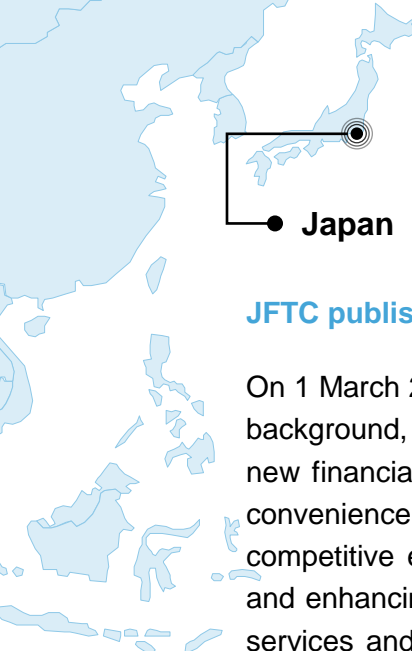 Japan
JFTC publis
On 1 March 2
background,
new financia
convenience
competitive e
and enhancin
services and